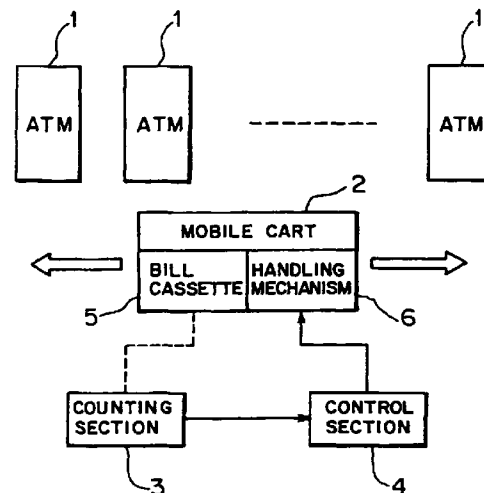 1 1 1
ATM ATM ATM
2
MOBILE CART
BILL CASSETTE
HANDLING MECHANISM
5 6
COUNTING SECTION
CONTROL SECTION
3 4